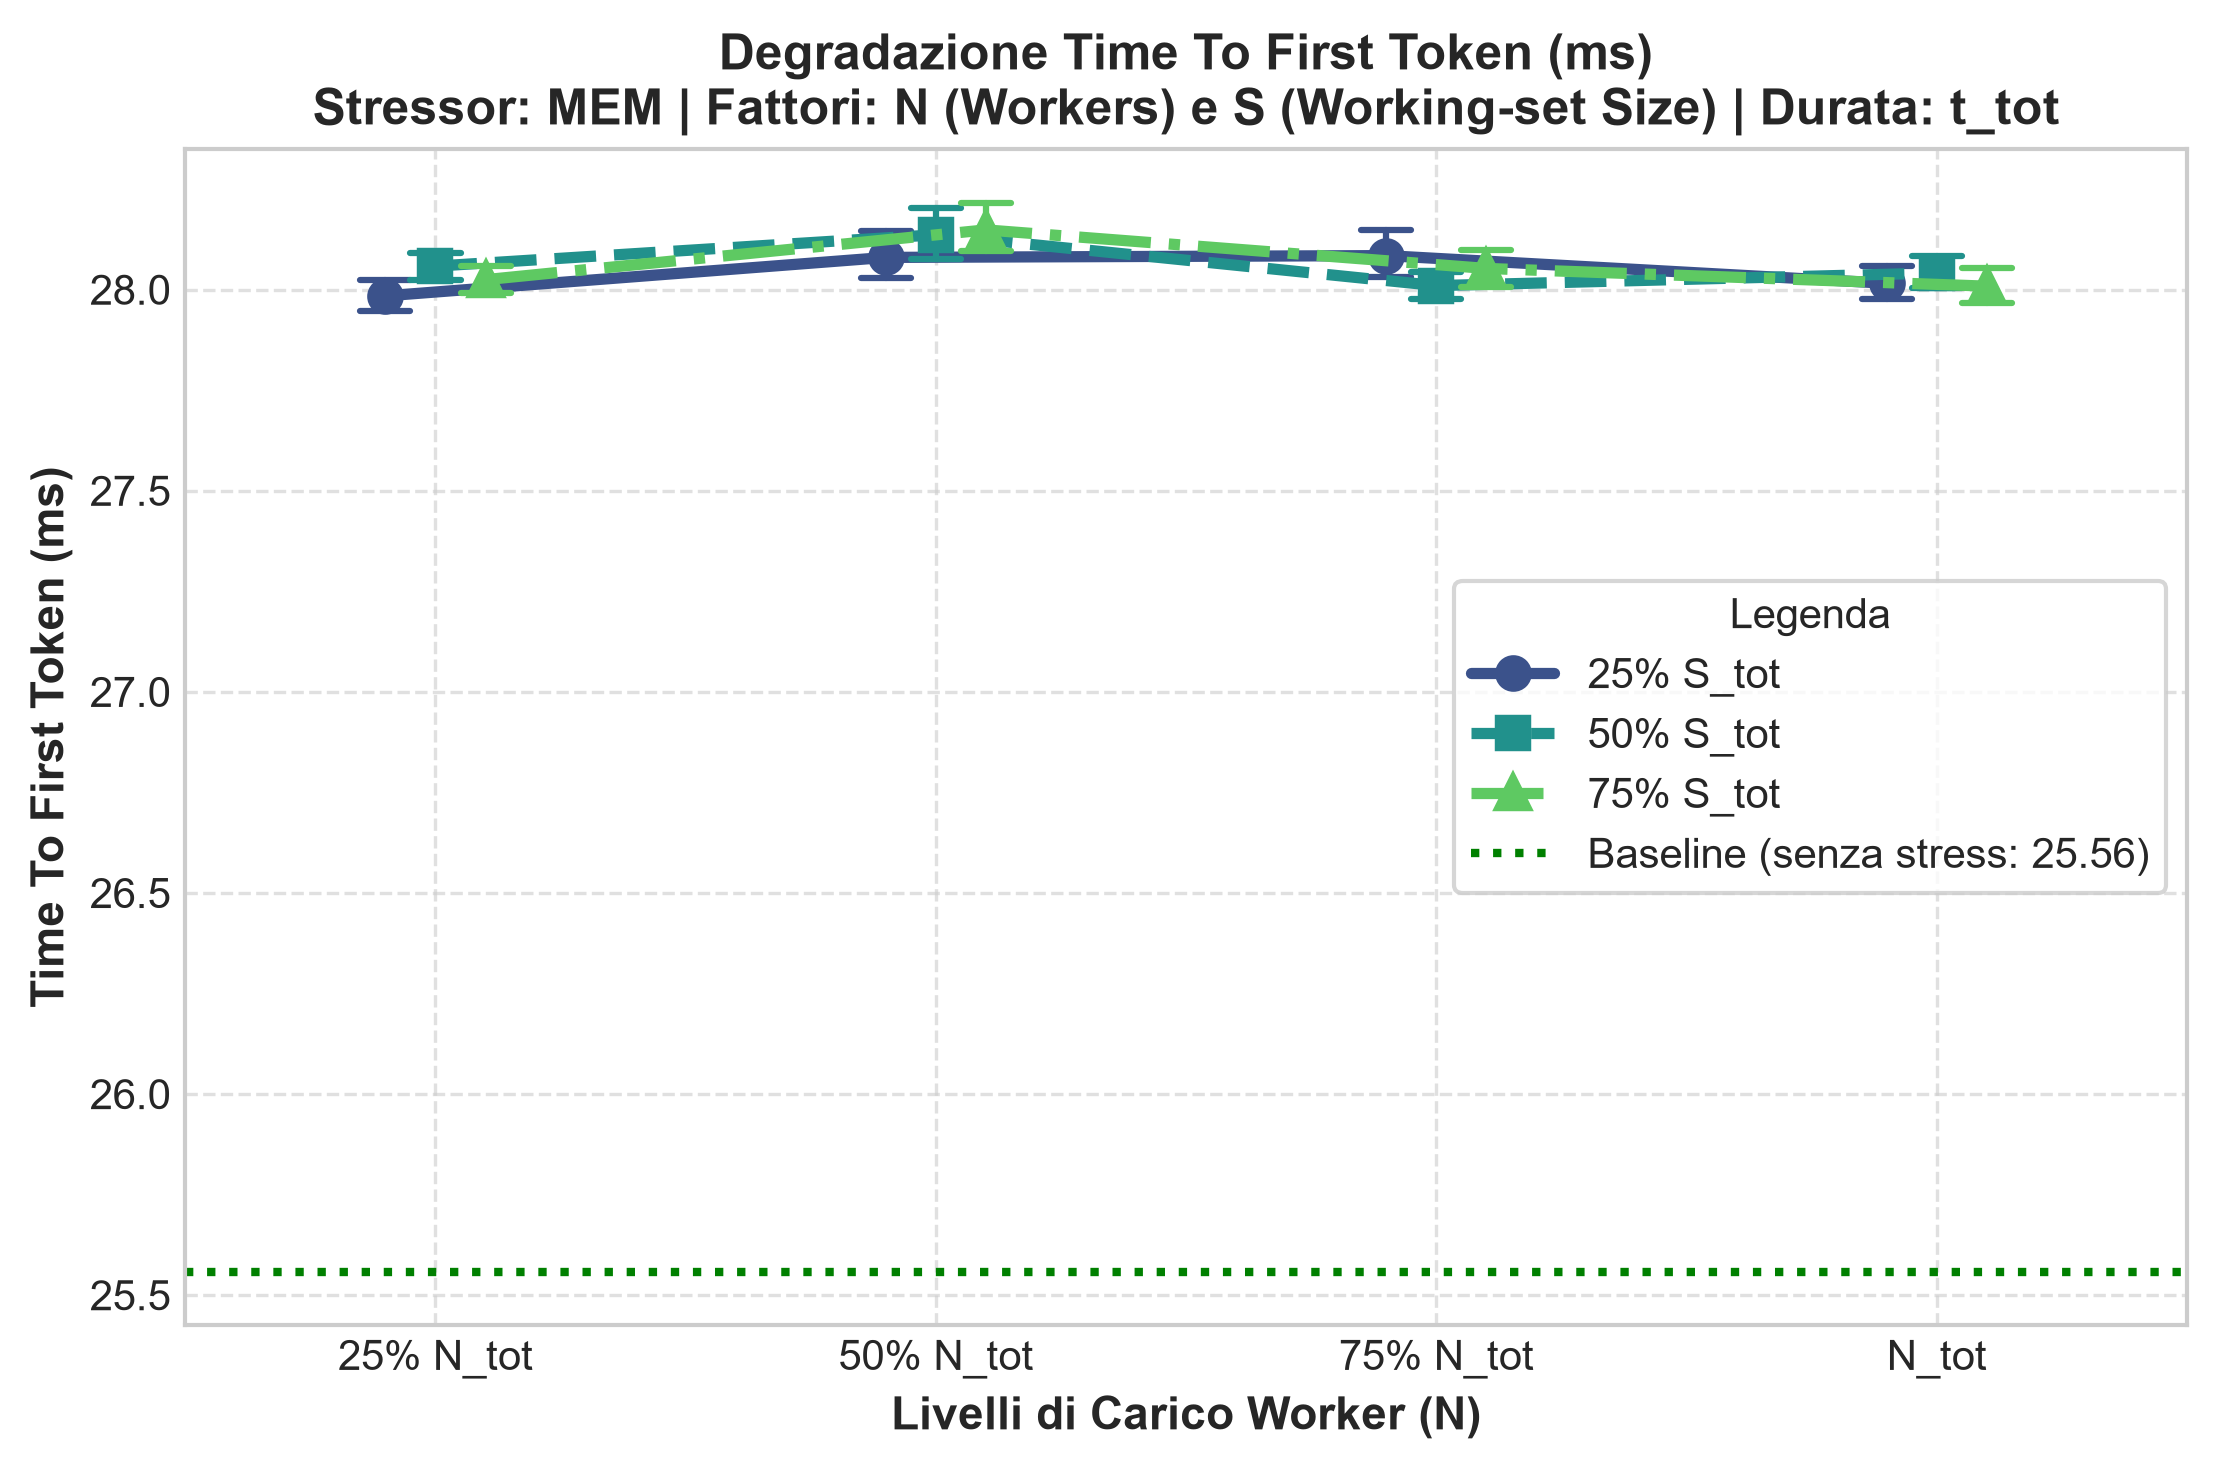 Degradazione Time To First Token (ms)
Stressor: MEM | Fattori: N (Workers) e S (Working-set Size) | Durata: t_tot
Time To First Token (ms)
28.0
27.5
27.0
26.5
26.0
25.5
Legenda
25% S_tot
50% S_tot
75% S_tot
Baseline (senza stress: 25.56)
25% N_tot
50% N_tot
75% N_tot
N_tot
Livelli di Carico Worker (N)